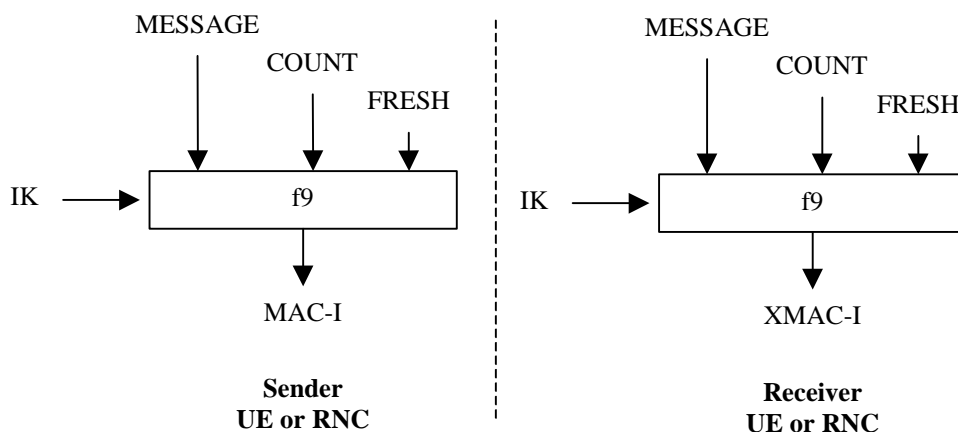 MESSAGE
COUNT
FRESH
IK
f9
MAC-I
Sender
UE or RNC
MESSAGE
COUNT
FRESH
IK
f9
XMAC-I
Receiver
UE or RNC